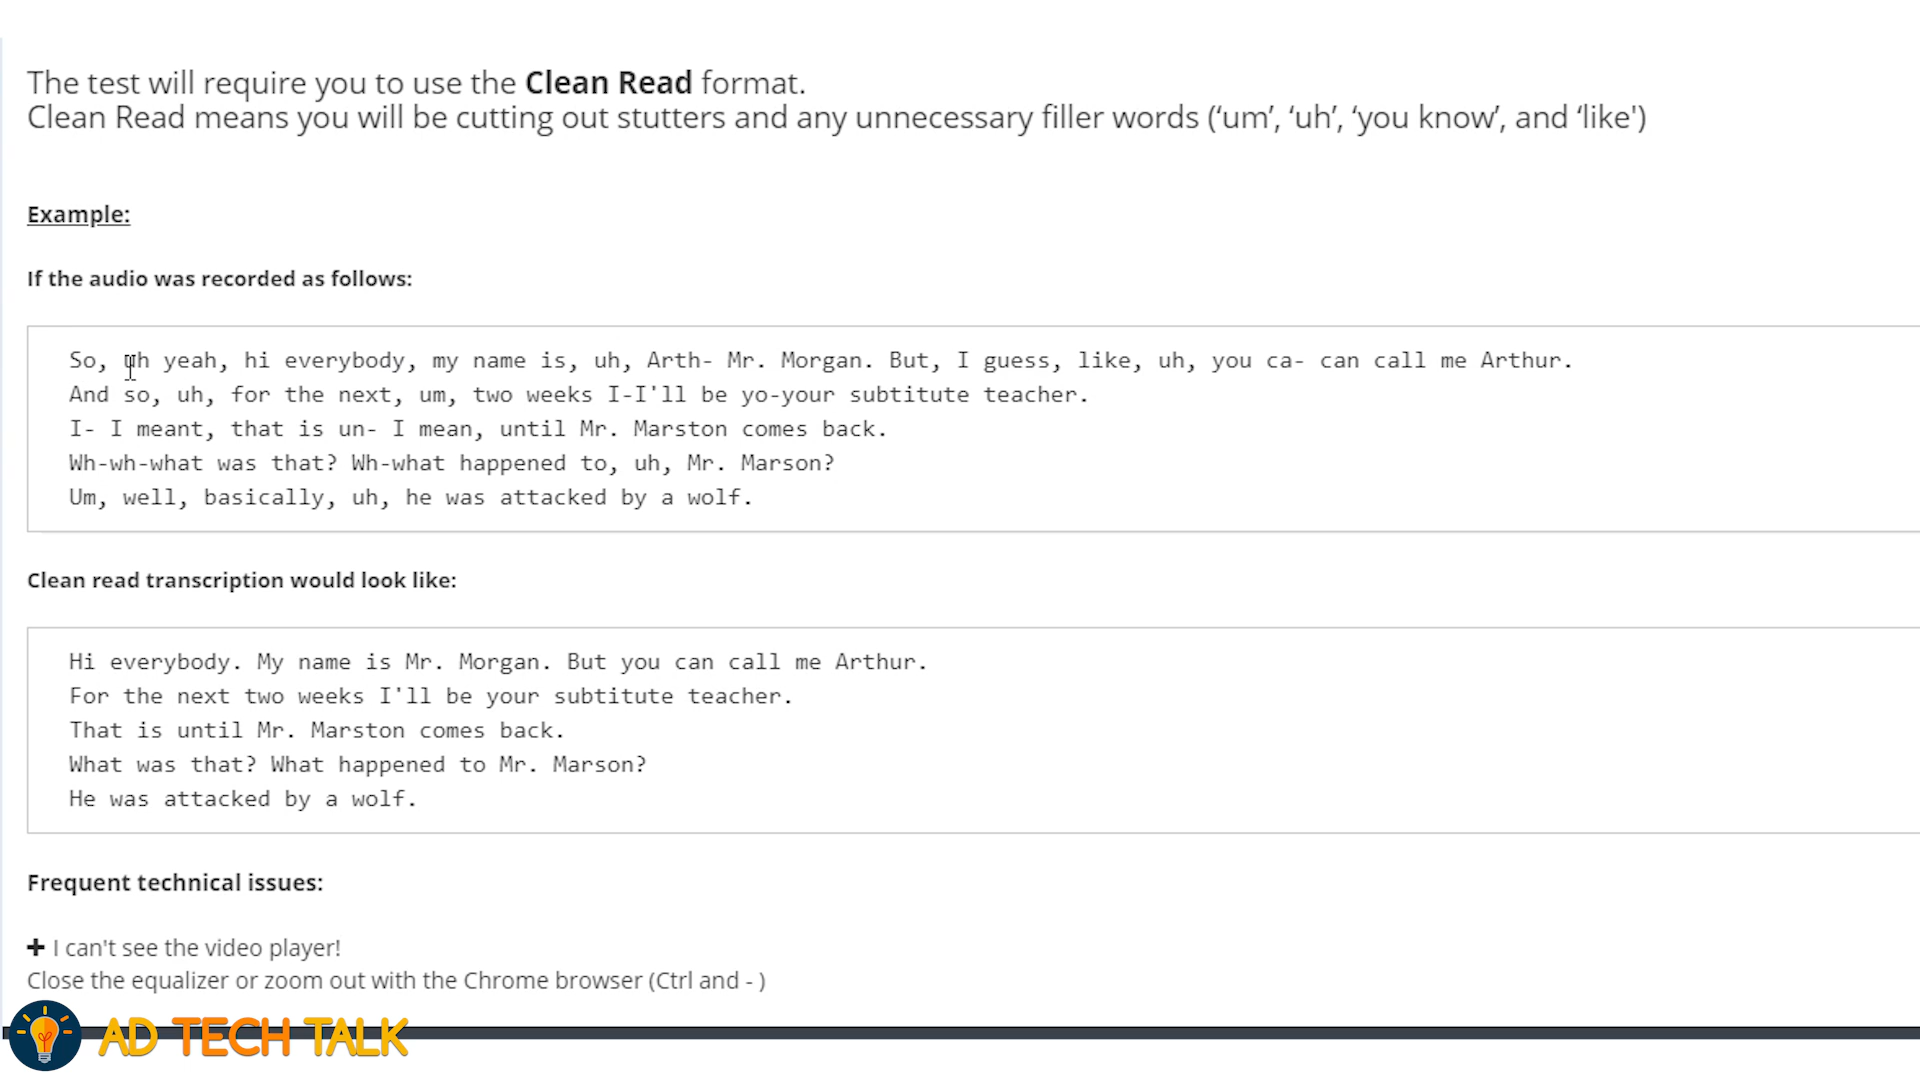 The test will require you to use the Clean Read format.
Clean Read means you will be cutting out stutters and any unnecessary filler words (‘um’, ‘uh’, ‘you know’, and ‘like')
Example:
If the audio was recorded as follows:
So, uh yeah, hi everybody, my name is, uh, Arth- Mr. Morgan. But, I guess, like, uh, you ca- can call me Arthur.
And so, uh, for the next, um, two weeks I-I'll be yo-your subtitute teacher.
I- I meant, that is un- I mean, until Mr. Marston comes back.
Wh-wh-what was that? Wh-what happened to, uh, Mr. Marson?
Um, well, basically, uh, he was attacked by a wolf.
Clean read transcription would look like:
Hi everybody. My name is Mr. Morgan. But you can call me Arthur.
For the next two weeks I'll be your subtitute teacher.
That is until Mr. Marston comes back.
What was that? What happened to Mr. Marson?
He was attacked by a wolf.
Frequent technical issues:
+ I can't see the video player!
Close the equalizer or zoom out with the Chrome browser (Ctrl and - )
AD TECH TALK